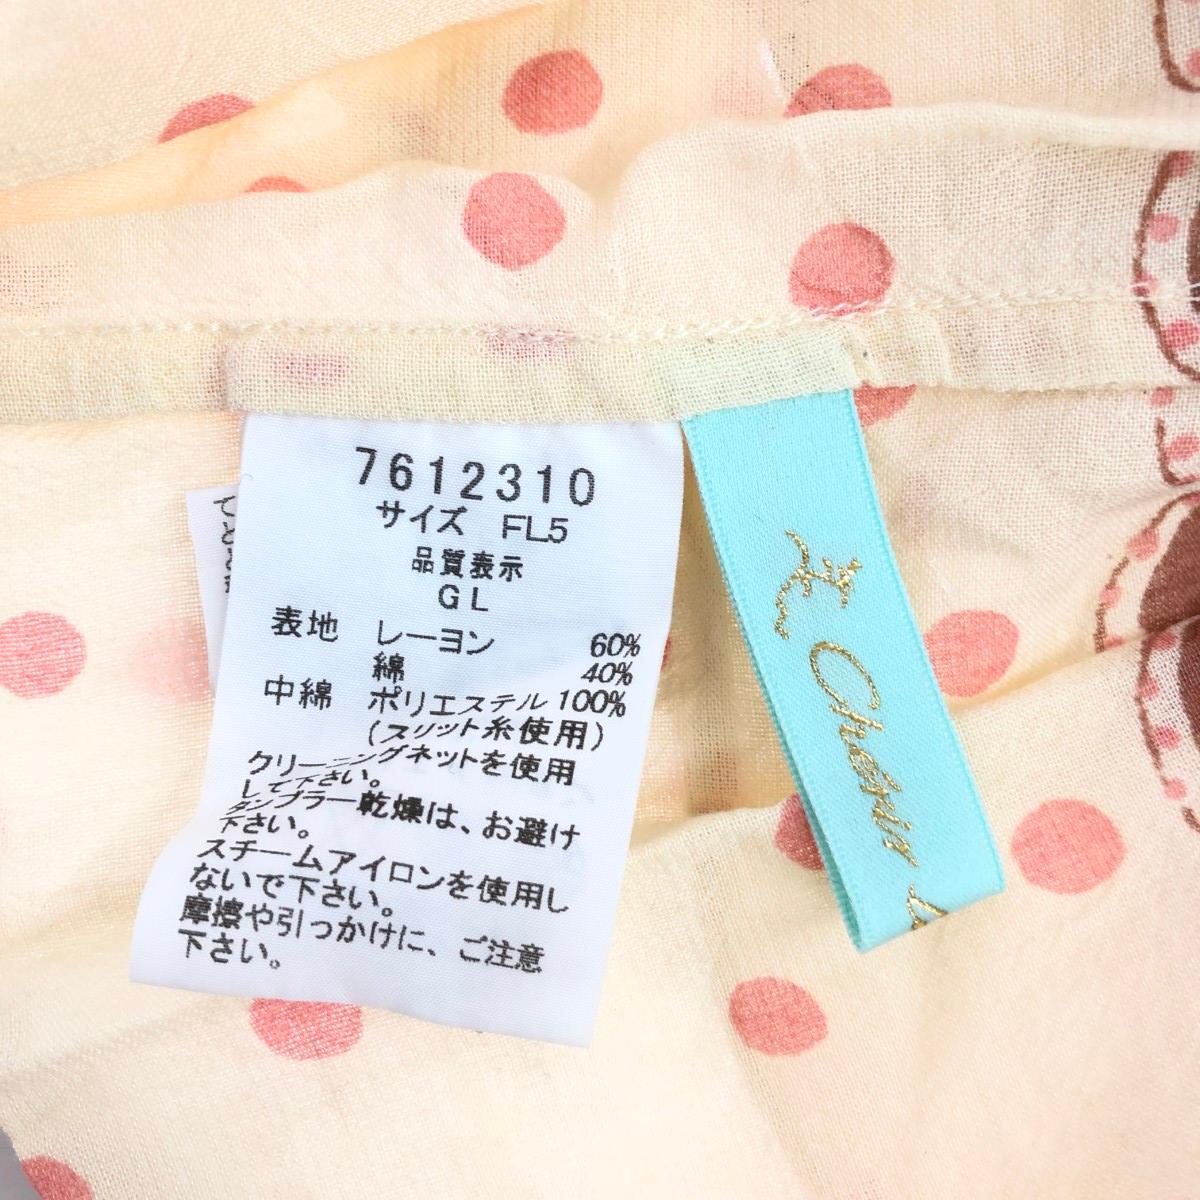 7612310
サイズ FL5
品質表示
GL
表地 レーヨン 60%
綿 40%
中綿 ポリエステル 100%
(スリット糸使用)
クリーニングネットを使用
して下さい。
タンブラー乾燥は、お避け
下さい。
スチームアイロンを使用し
ないで下さい。
摩擦や引っかけに、ご注意
下さい。